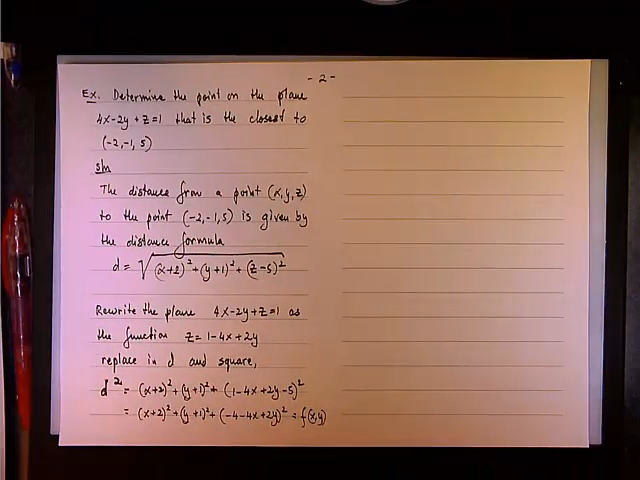 - 2 -
Ex. Determine the point on the plane
4x-2y+z=1 that is the closest to
(-2,-1,5)
sln
The distance from a point (x,y,z)
to the point (-2,-1,5) is given by
the distance formula
d = √((x+2)²+(y+1)²+(z-5)²)
Rewrite the plane 4x-2y+z=1 as
the function z=1-4x+2y
replace in d and square,
d² = (x+2)²+(y+1)²+(1-4x+2y-5)²
= (x+2)²+(y+1)²+(-4-4x+2y)² = f(x,y)